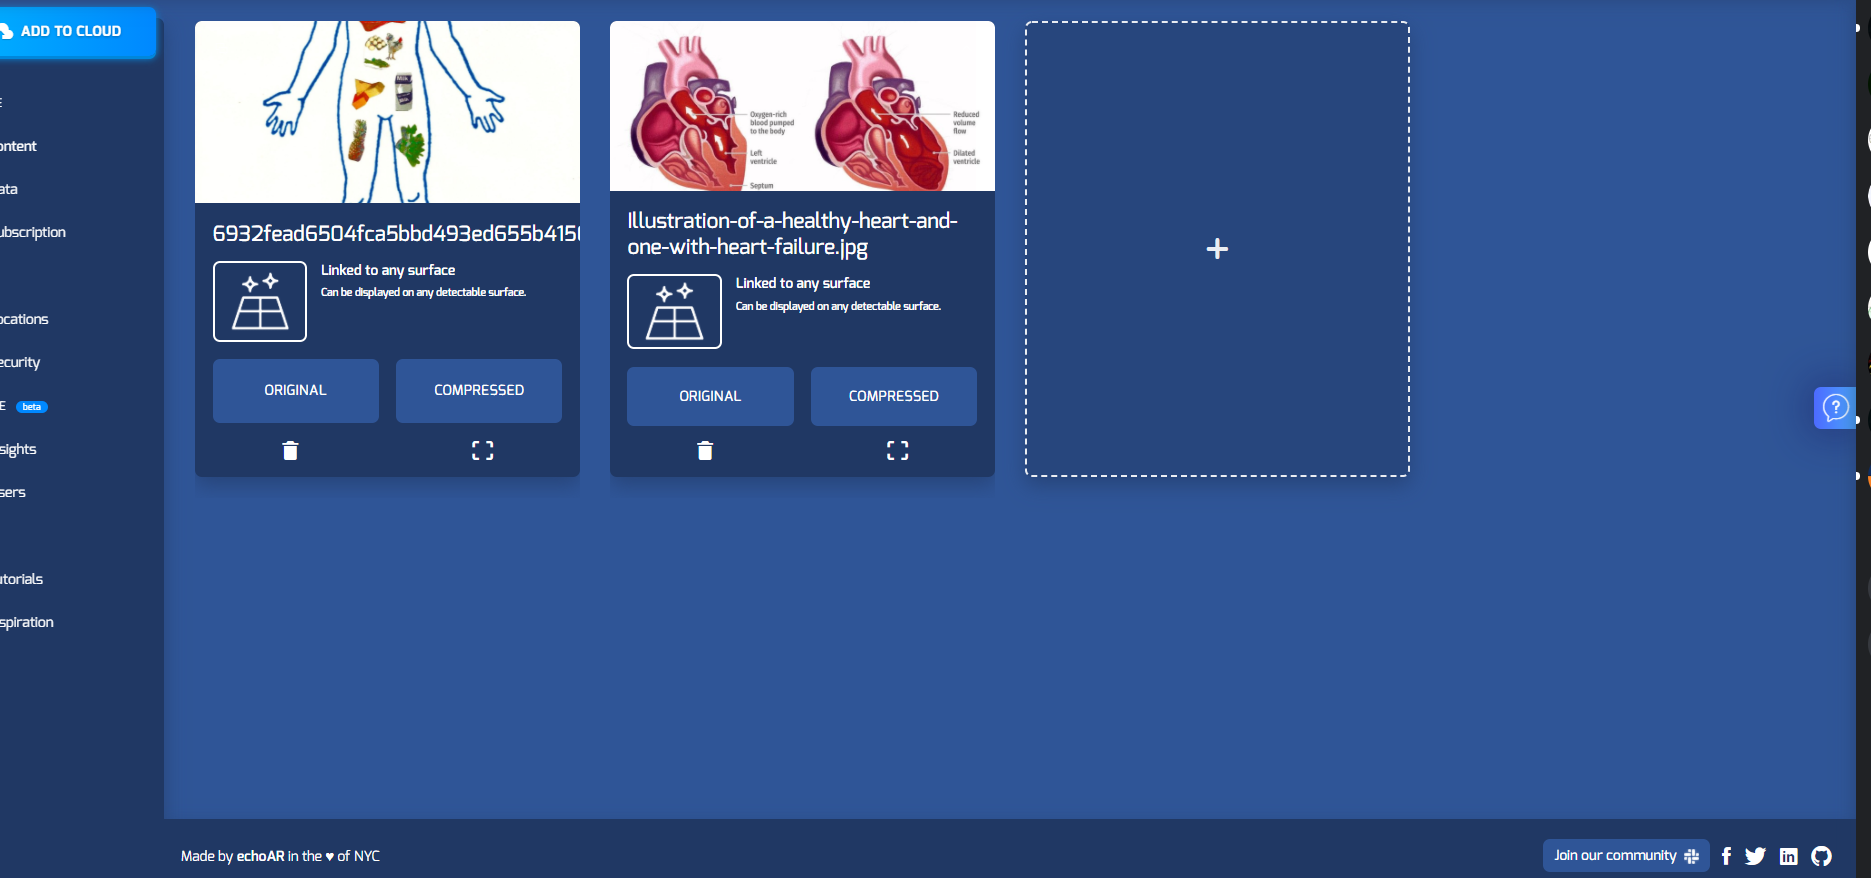 ADD TO CLOUD
E
ontent
ata
ubscription
ocations
ecurity
E beta
sights
sers
utorials
spiration
Milk
6932fead6504fca5bbd493ed655b415
Linked to any surface
Can be displayed on any detectable surface.
ORIGINAL COMPRESSED
Oxygen-rich
blood pumped
to the body
Left
ventricle
Septum
Reduced
volume
flow
Dilated
ventricle
Illustration-of-a-healthy-heart-and-
one-with-heart-failure.jpg
Linked to any surface
Can be displayed on any detectable surface.
ORIGINAL COMPRESSED
+
?
Made by echoAR in the ♥ of NYC
Join our community